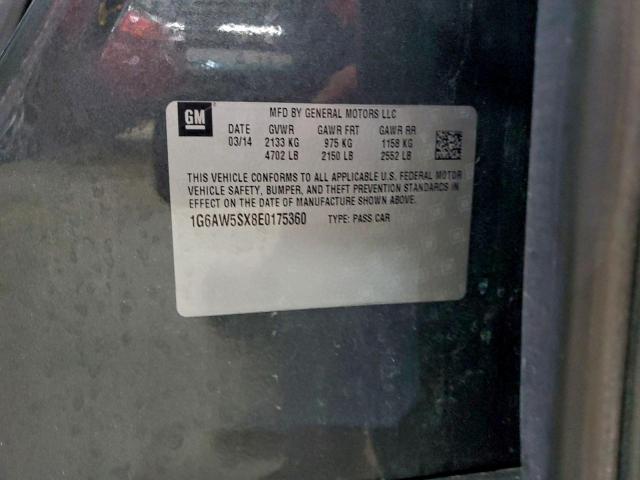 GM
MFD BY GENERAL MOTORS LLC
DATE GVWR GAWR FRT GAWR RR
03/14 2133 KG 975 KG 1158 KG
4702 LB 2150 LB 2552 LB
THIS VEHICLE CONFORMS TO ALL APPLICABLE U.S. FEDERAL MOTOR
VEHICLE SAFETY, BUMPER, AND THEFT PREVENTION STANDARDS IN
EFFECT ON THE DATE OF MANUFACTURE SHOWN ABOVE.
1G6AW5SX8E0175360 TYPE: PASS CAR